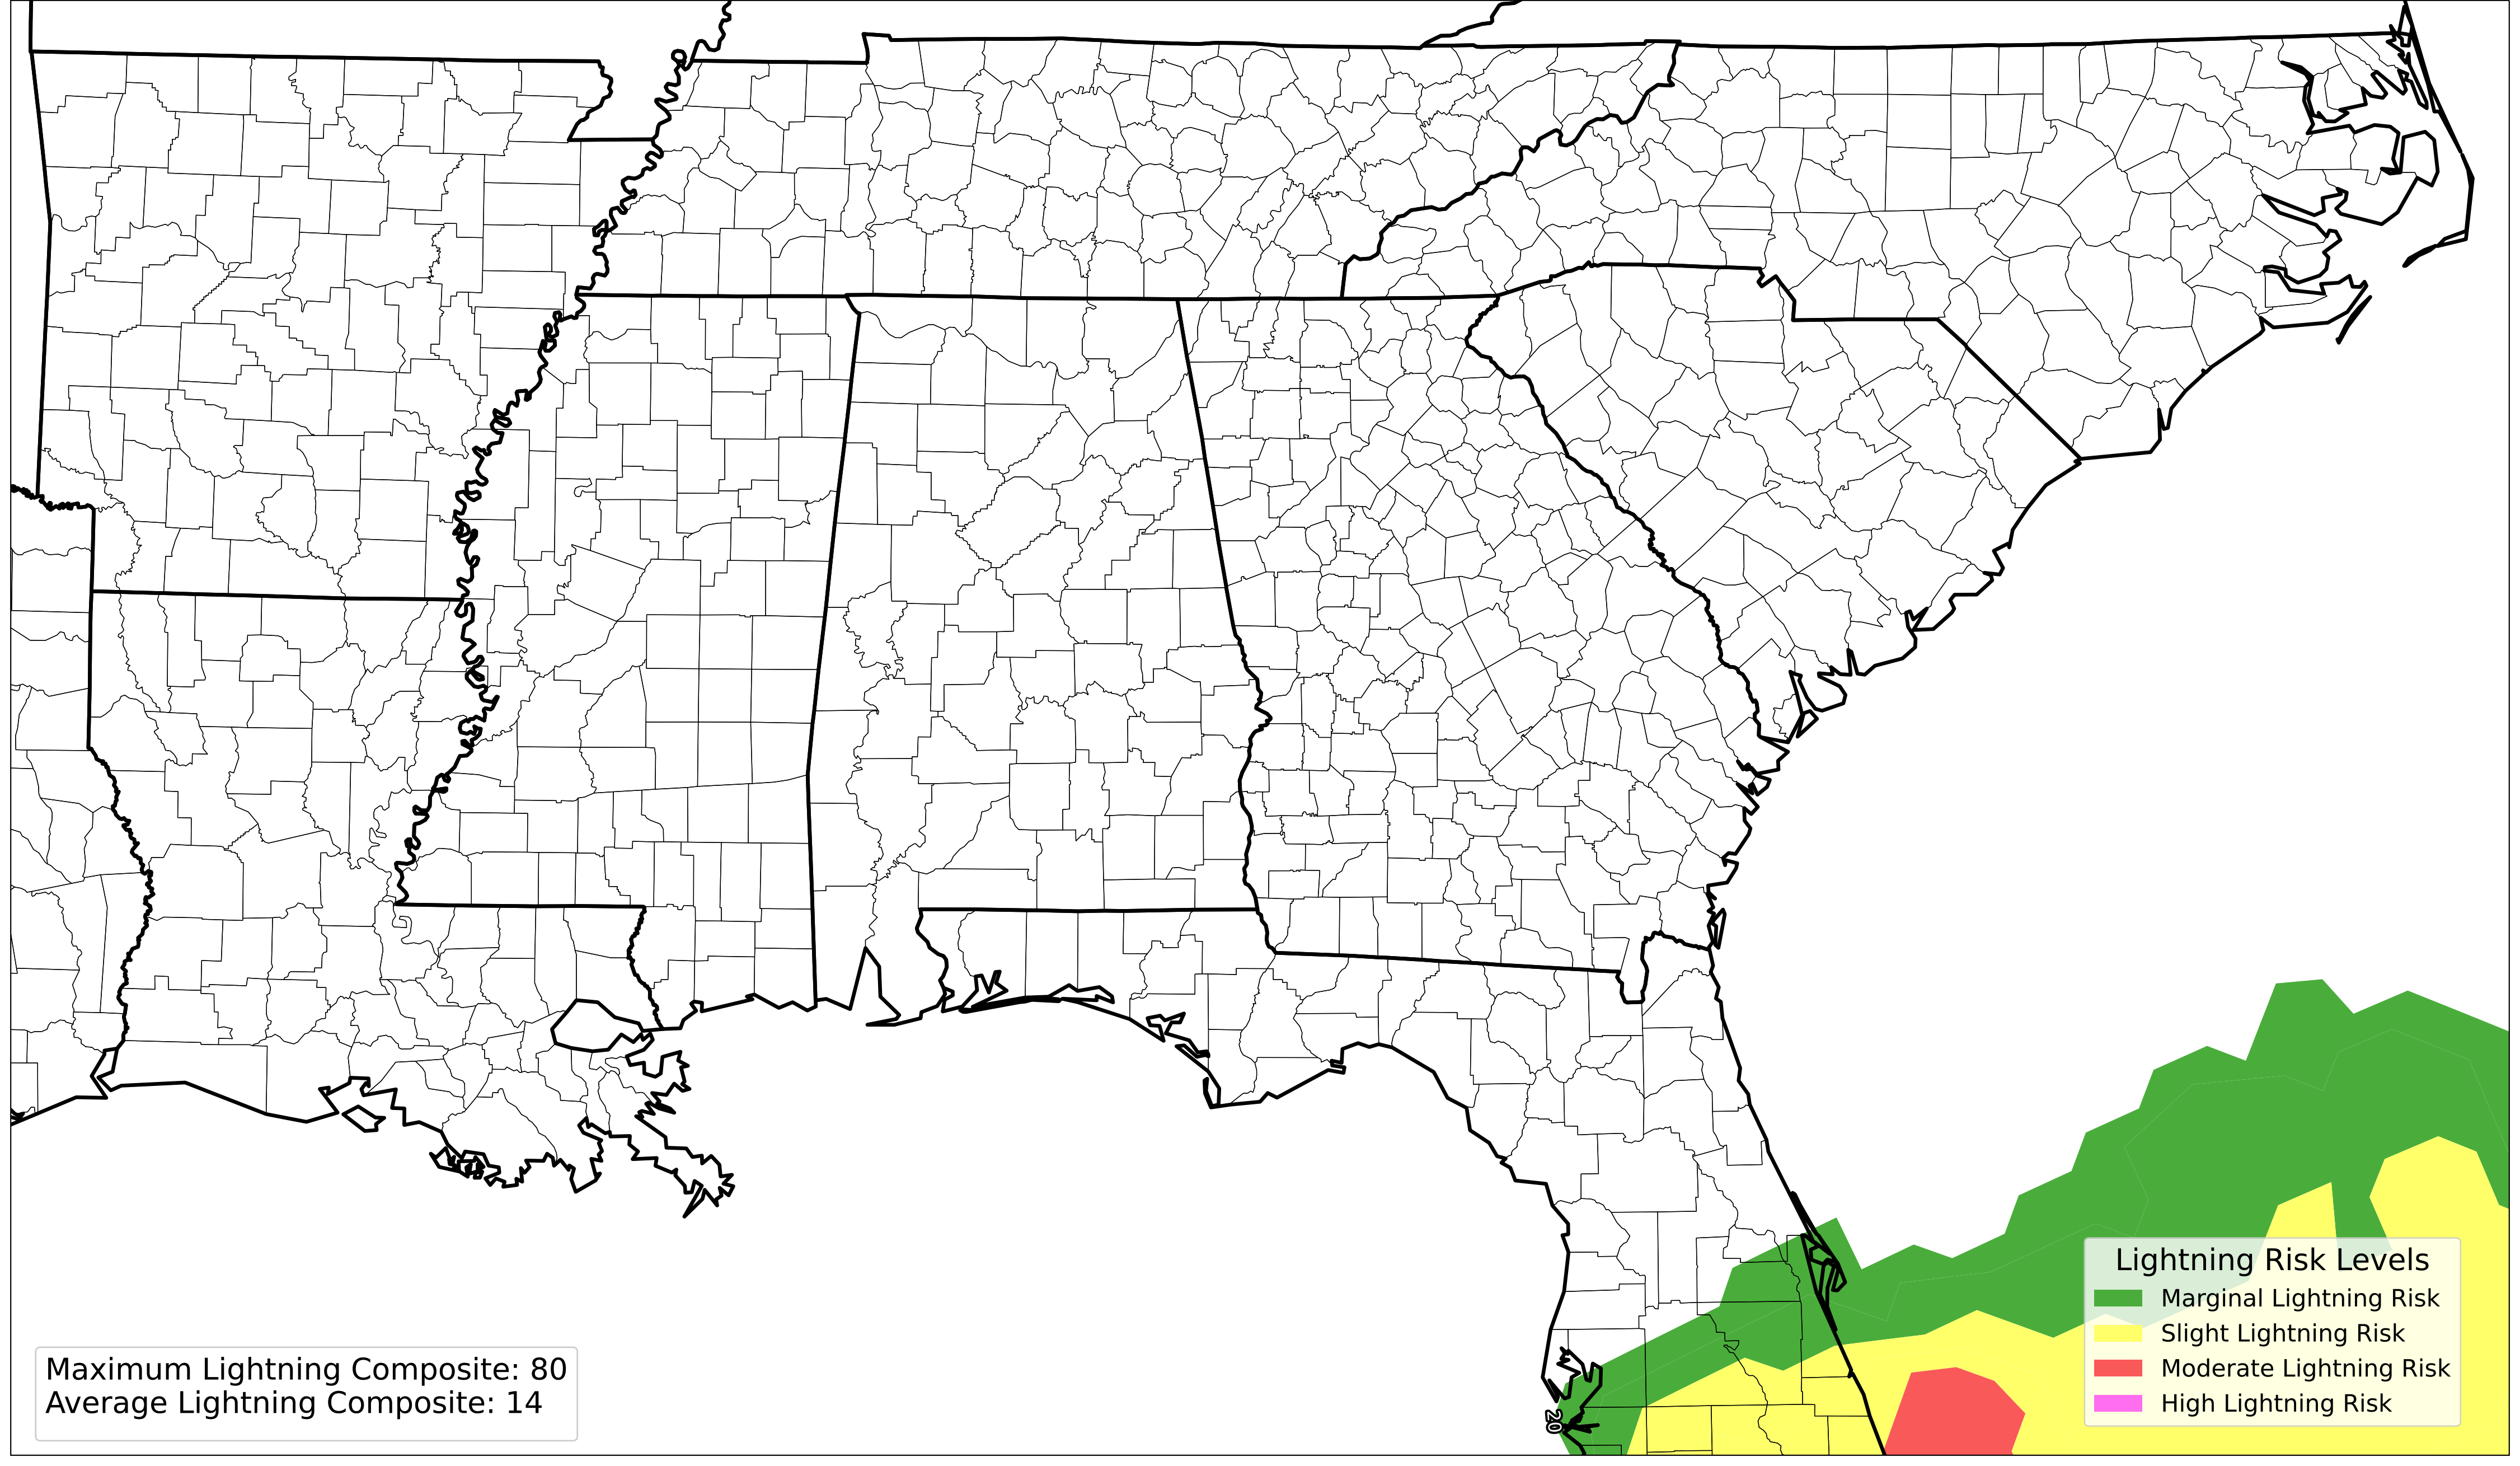 20
Maximum Lightning Composite: 80
Average Lightning Composite: 14
Lightning Risk Levels
Marginal Lightning Risk
Slight Lightning Risk
Moderate Lightning Risk
High Lightning Risk